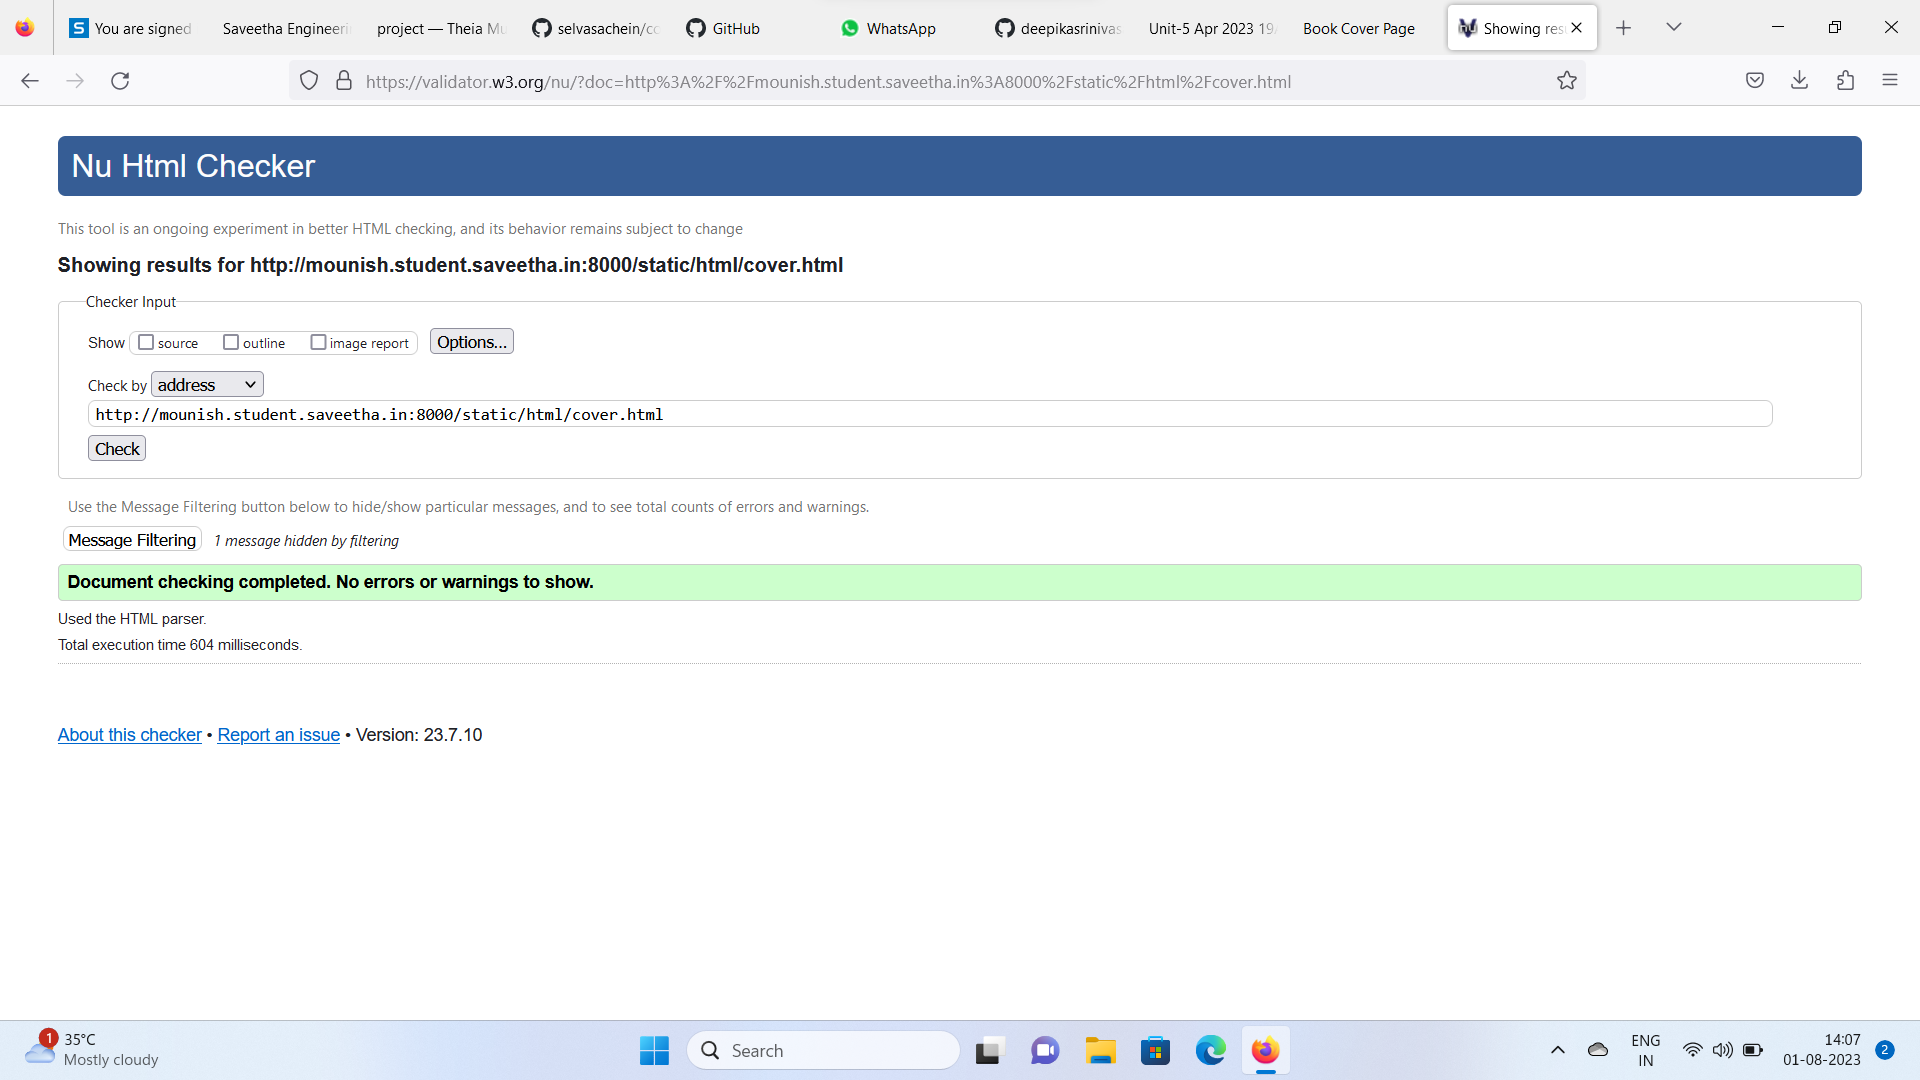 You are signed
Saveetha Engineeri
project — Theia Mu
selvasachein/cc
GitHub
WhatsApp
deepikasrinivas
Unit-5 Apr 2023 19
Book Cover Page
Showing res
https://validator.w3.org/nu/?doc=http%3A%2F%2Fmounish.student.saveetha.in%3A8000%2Fstatic%2Fhtml%2Fcover.html
Nu Html Checker
This tool is an ongoing experiment in better HTML checking, and its behavior remains subject to change
Showing results for http://mounish.student.saveetha.in:8000/static/html/cover.html
Checker Input
Show source outline image report Options...
Check by address
http://mounish.student.saveetha.in:8000/static/html/cover.html
Check
Use the Message Filtering button below to hide/show particular messages, and to see total counts of errors and warnings.
Message Filtering 1 message hidden by filtering
Document checking completed. No errors or warnings to show.
Used the HTML parser.
Total execution time 604 milliseconds.
About this checker • Report an issue • Version: 23.7.10
1
35°C
Mostly cloudy
Search
ENG
IN
14:07
01-08-2023
2